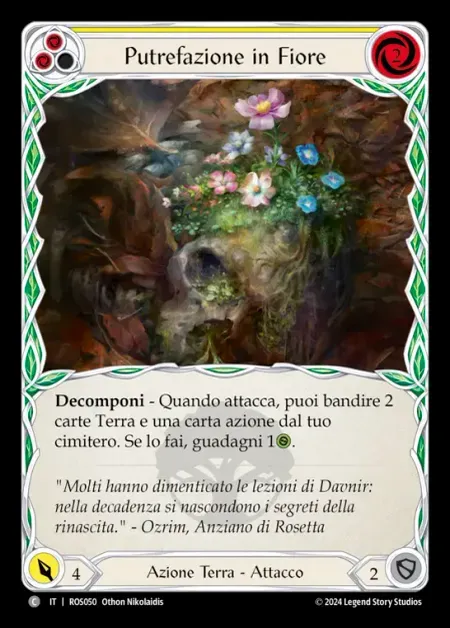 Putrefazione in Fiore
2
Decomponi - Quando attacca, puoi bandire 2
carte Terra e una carta azione dal tuo
cimitero. Se lo fai, guadagni 1.
"Molti hanno dimenticato le lezioni di Davnir:
nella decadenza si nascondono i segreti della
rinascita." - Ozrim, Anziano di Rosetta
4
Azione Terra - Attacco
2
C IT | ROS050 Othon Nikolaidis
© 2024 Legend Story Studios